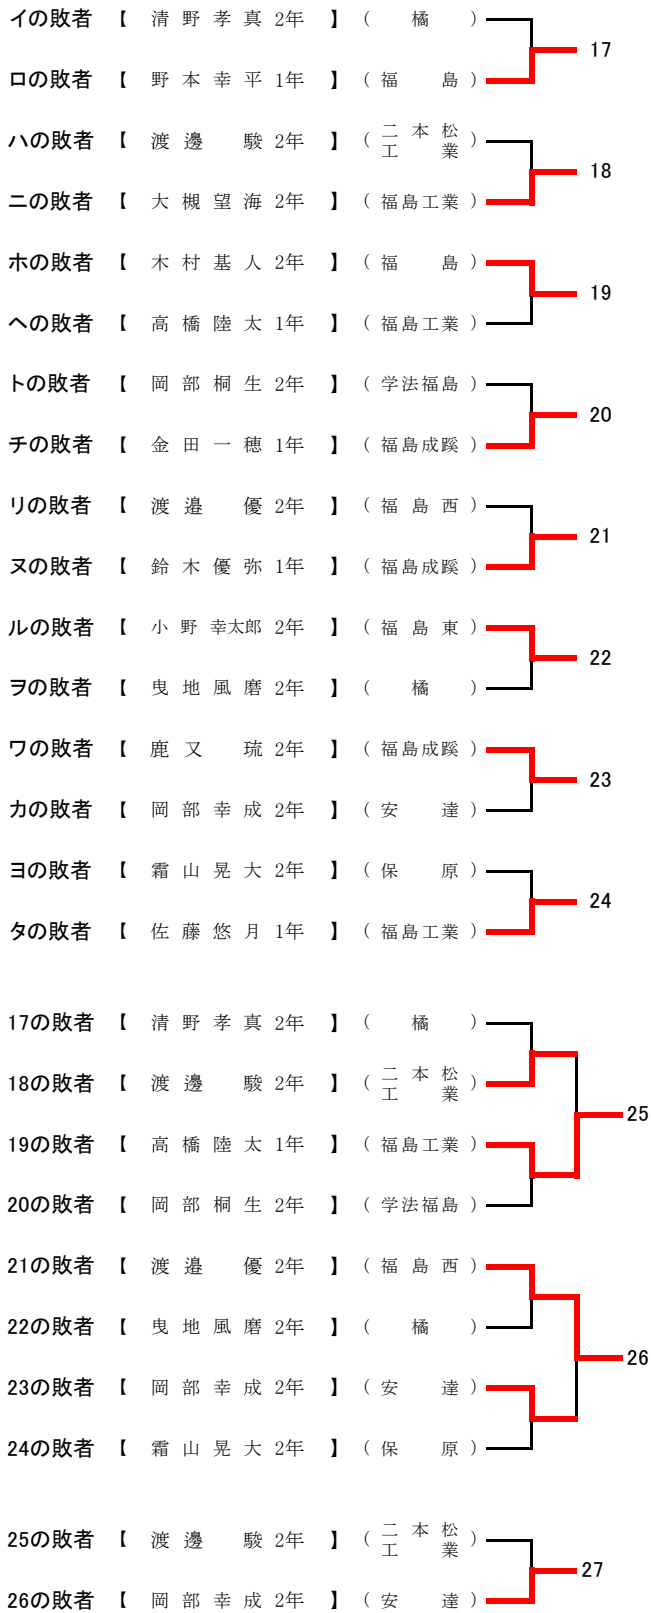 イの敗者 【 清野孝真 2年 】 ( 橘 )
17
ロの敗者 【 野本幸平 1年 】 ( 福島 )
ハの敗者 【 渡邊 駿 2年 】 ( 二本松工業 )
18
ニの敗者 【 大槻望海 2年 】 ( 福島工業 )
ホの敗者 【 木村基人 2年 】 ( 福島 )
19
ヘの敗者 【 高橋陸太 1年 】 ( 福島工業 )
トの敗者 【 岡部桐生 2年 】 ( 学法福島 )
20
チの敗者 【 金田一穂 1年 】 ( 福島成蹊 )
リの敗者 【 渡邉 優 2年 】 ( 福島西 )
21
ヌの敗者 【 鈴木優弥 1年 】 ( 福島成蹊 )
ルの敗者 【 小野 幸太郎 2年 】 ( 福島東 )
22
ヲの敗者 【 曳地風磨 2年 】 ( 橘 )
ワの敗者 【 鹿又 琉 2年 】 ( 福島成蹊 )
23
カの敗者 【 岡部幸成 2年 】 ( 安達 )
ヨの敗者 【 霜山晃大 2年 】 ( 保原 )
24
タの敗者 【 佐藤悠月 1年 】 ( 福島工業 )
17の敗者 【 清野孝真 2年 】 ( 橘 )
18の敗者 【 渡邊 駿 2年 】 ( 二本松工業 )
25
19の敗者 【 高橋陸太 1年 】 ( 福島工業 )
20の敗者 【 岡部桐生 2年 】 ( 学法福島 )
21の敗者 【 渡邉 優 2年 】 ( 福島西 )
22の敗者 【 曳地風磨 2年 】 ( 橘 )
26
23の敗者 【 岡部幸成 2年 】 ( 安達 )
24の敗者 【 霜山晃大 2年 】 ( 保原 )
25の敗者 【 渡邊 駿 2年 】 ( 二本松工業 )
27
26の敗者 【 岡部幸成 2年 】 ( 安達 )